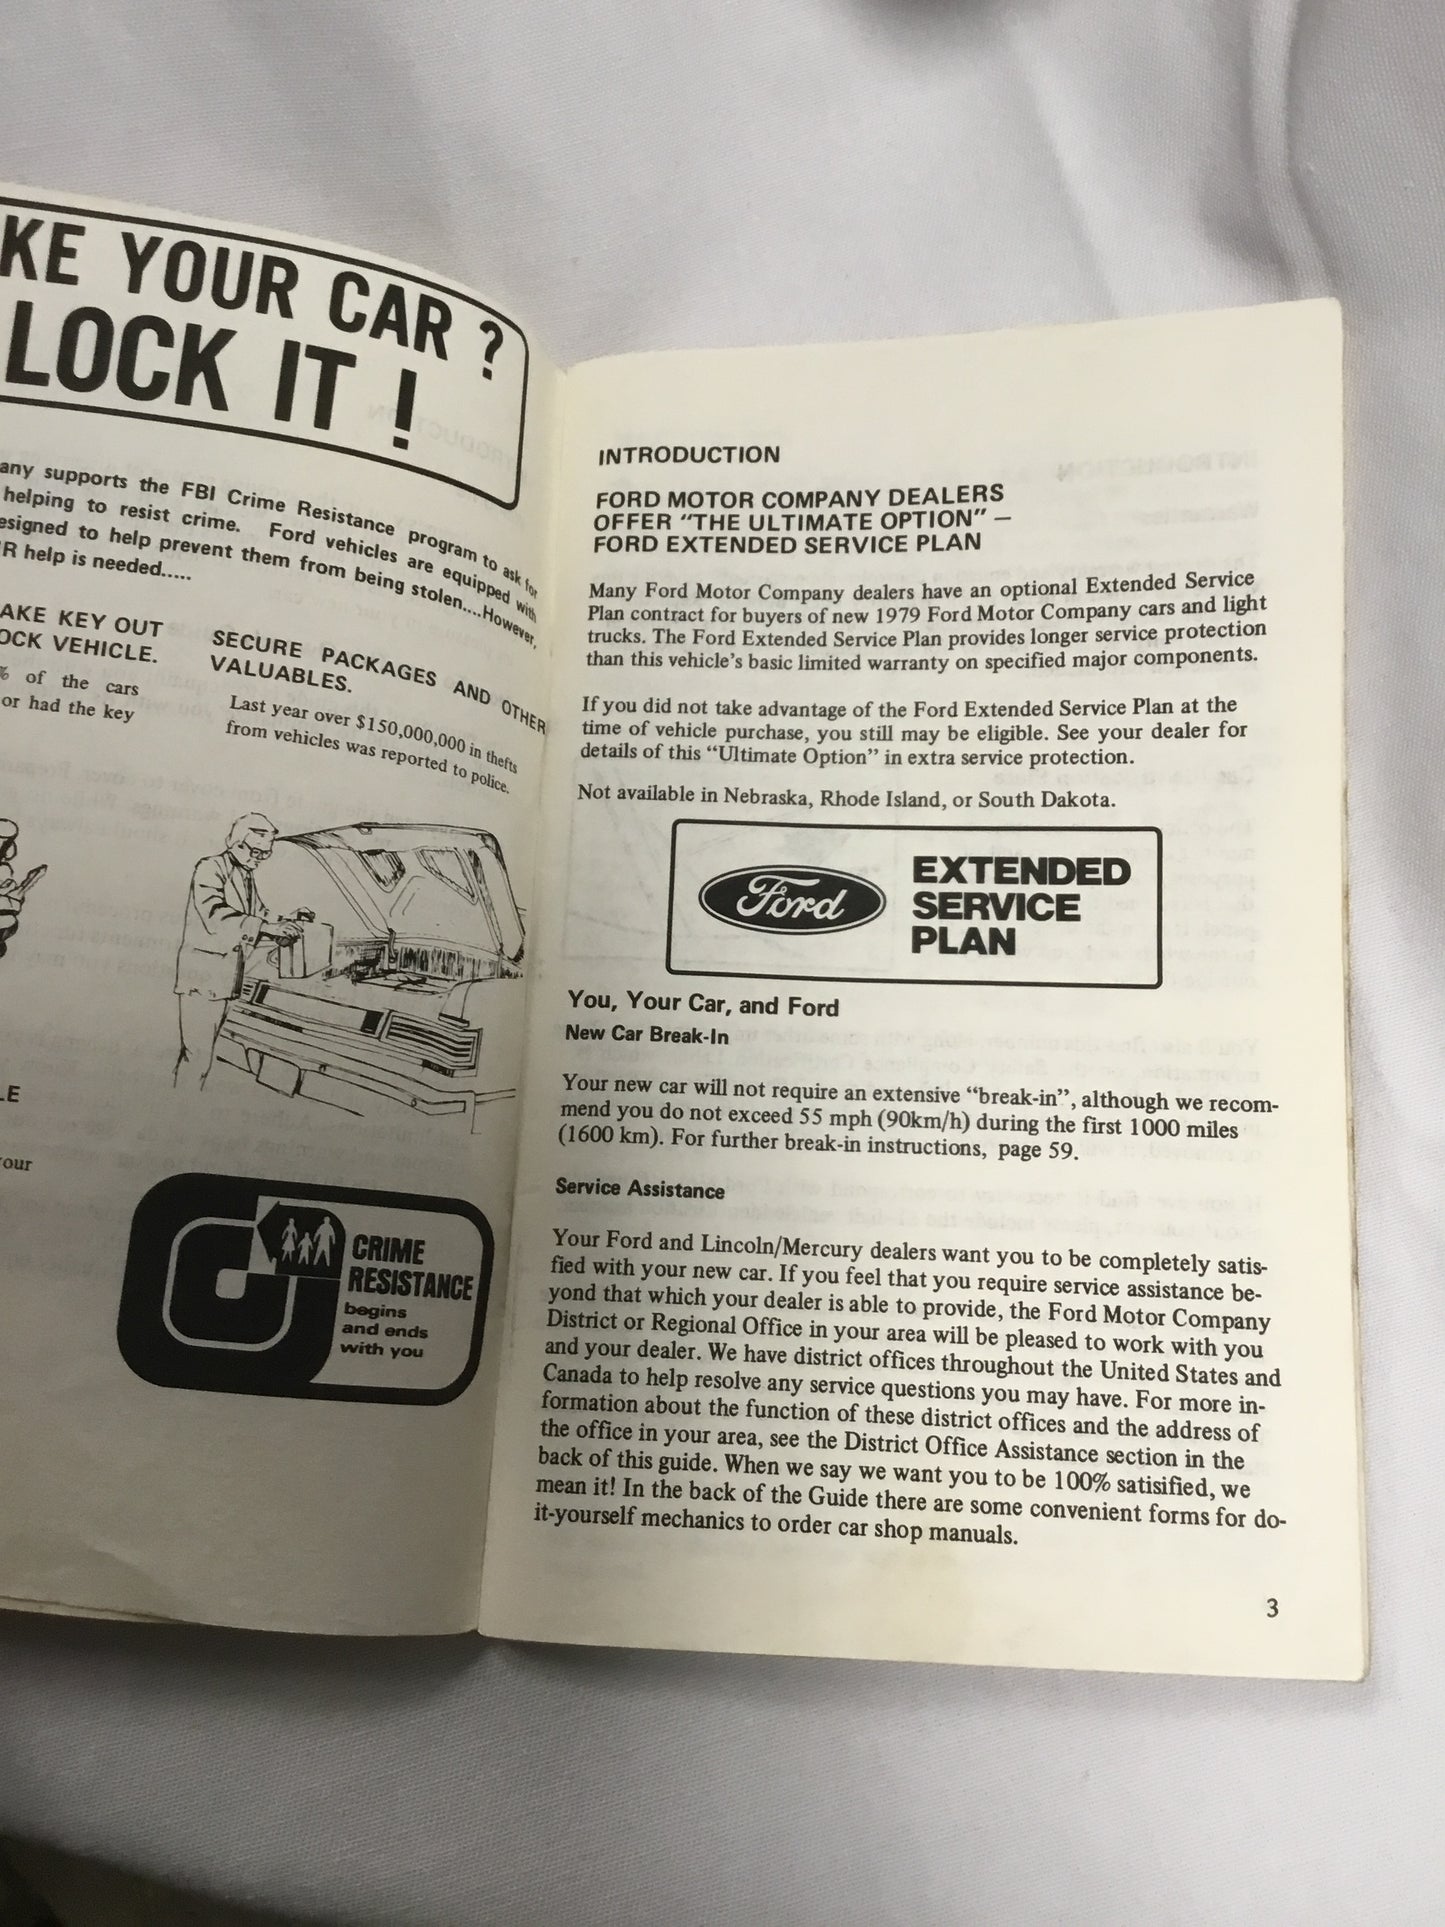 KE YOUR CAR ?
LOCK IT !
any supports the FBI Crime Resistance program to ask for
helping to resist crime. Ford vehicles are equipped with
esigned to help prevent them from being stolen....However,
R help is needed.....
AKE KEY OUT
OCK VEHICLE.
% of the cars
or had the key
SECURE PACKAGES AND OTHER
VALUABLES.
Last year over $150,000,000 in thefts
from vehicles was reported to police.
LE
our
CRIME
RESISTANCE
begins
and ends
with you
INTRODUCTION
FORD MOTOR COMPANY DEALERS
OFFER "THE ULTIMATE OPTION" —
FORD EXTENDED SERVICE PLAN
Many Ford Motor Company dealers have an optional Extended Service
Plan contract for buyers of new 1979 Ford Motor Company cars and light
trucks. The Ford Extended Service Plan provides longer service protection
than this vehicle's basic limited warranty on specified major components.
If you did not take advantage of the Ford Extended Service Plan at the
time of vehicle purchase, you still may be eligible. See your dealer for
details of this "Ultimate Option" in extra service protection.
Not available in Nebraska, Rhode Island, or South Dakota.
Ford
EXTENDED
SERVICE
PLAN
You, Your Car, and Ford
New Car Break-In
Your new car will not require an extensive "break-in", although we recom-
mend you do not exceed 55 mph (90km/h) during the first 1000 miles
(1600 km). For further break-in instructions, page 59.
Service Assistance
Your Ford and Lincoln/Mercury dealers want you to be completely satis-
fied with your new car. If you feel that you require service assistance be-
yond that which your dealer is able to provide, the Ford Motor Company
District or Regional Office in your area will be pleased to work with you
and your dealer. We have district offices throughout the United States and
Canada to help resolve any service questions you may have. For more in-
formation about the function of these district offices and the address of
the office in your area, see the District Office Assistance section in the
back of this guide. When we say we want you to be 100% satisified, we
mean it! In the back of the Guide there are some convenient forms for do-
it-yourself mechanics to order car shop manuals.
3